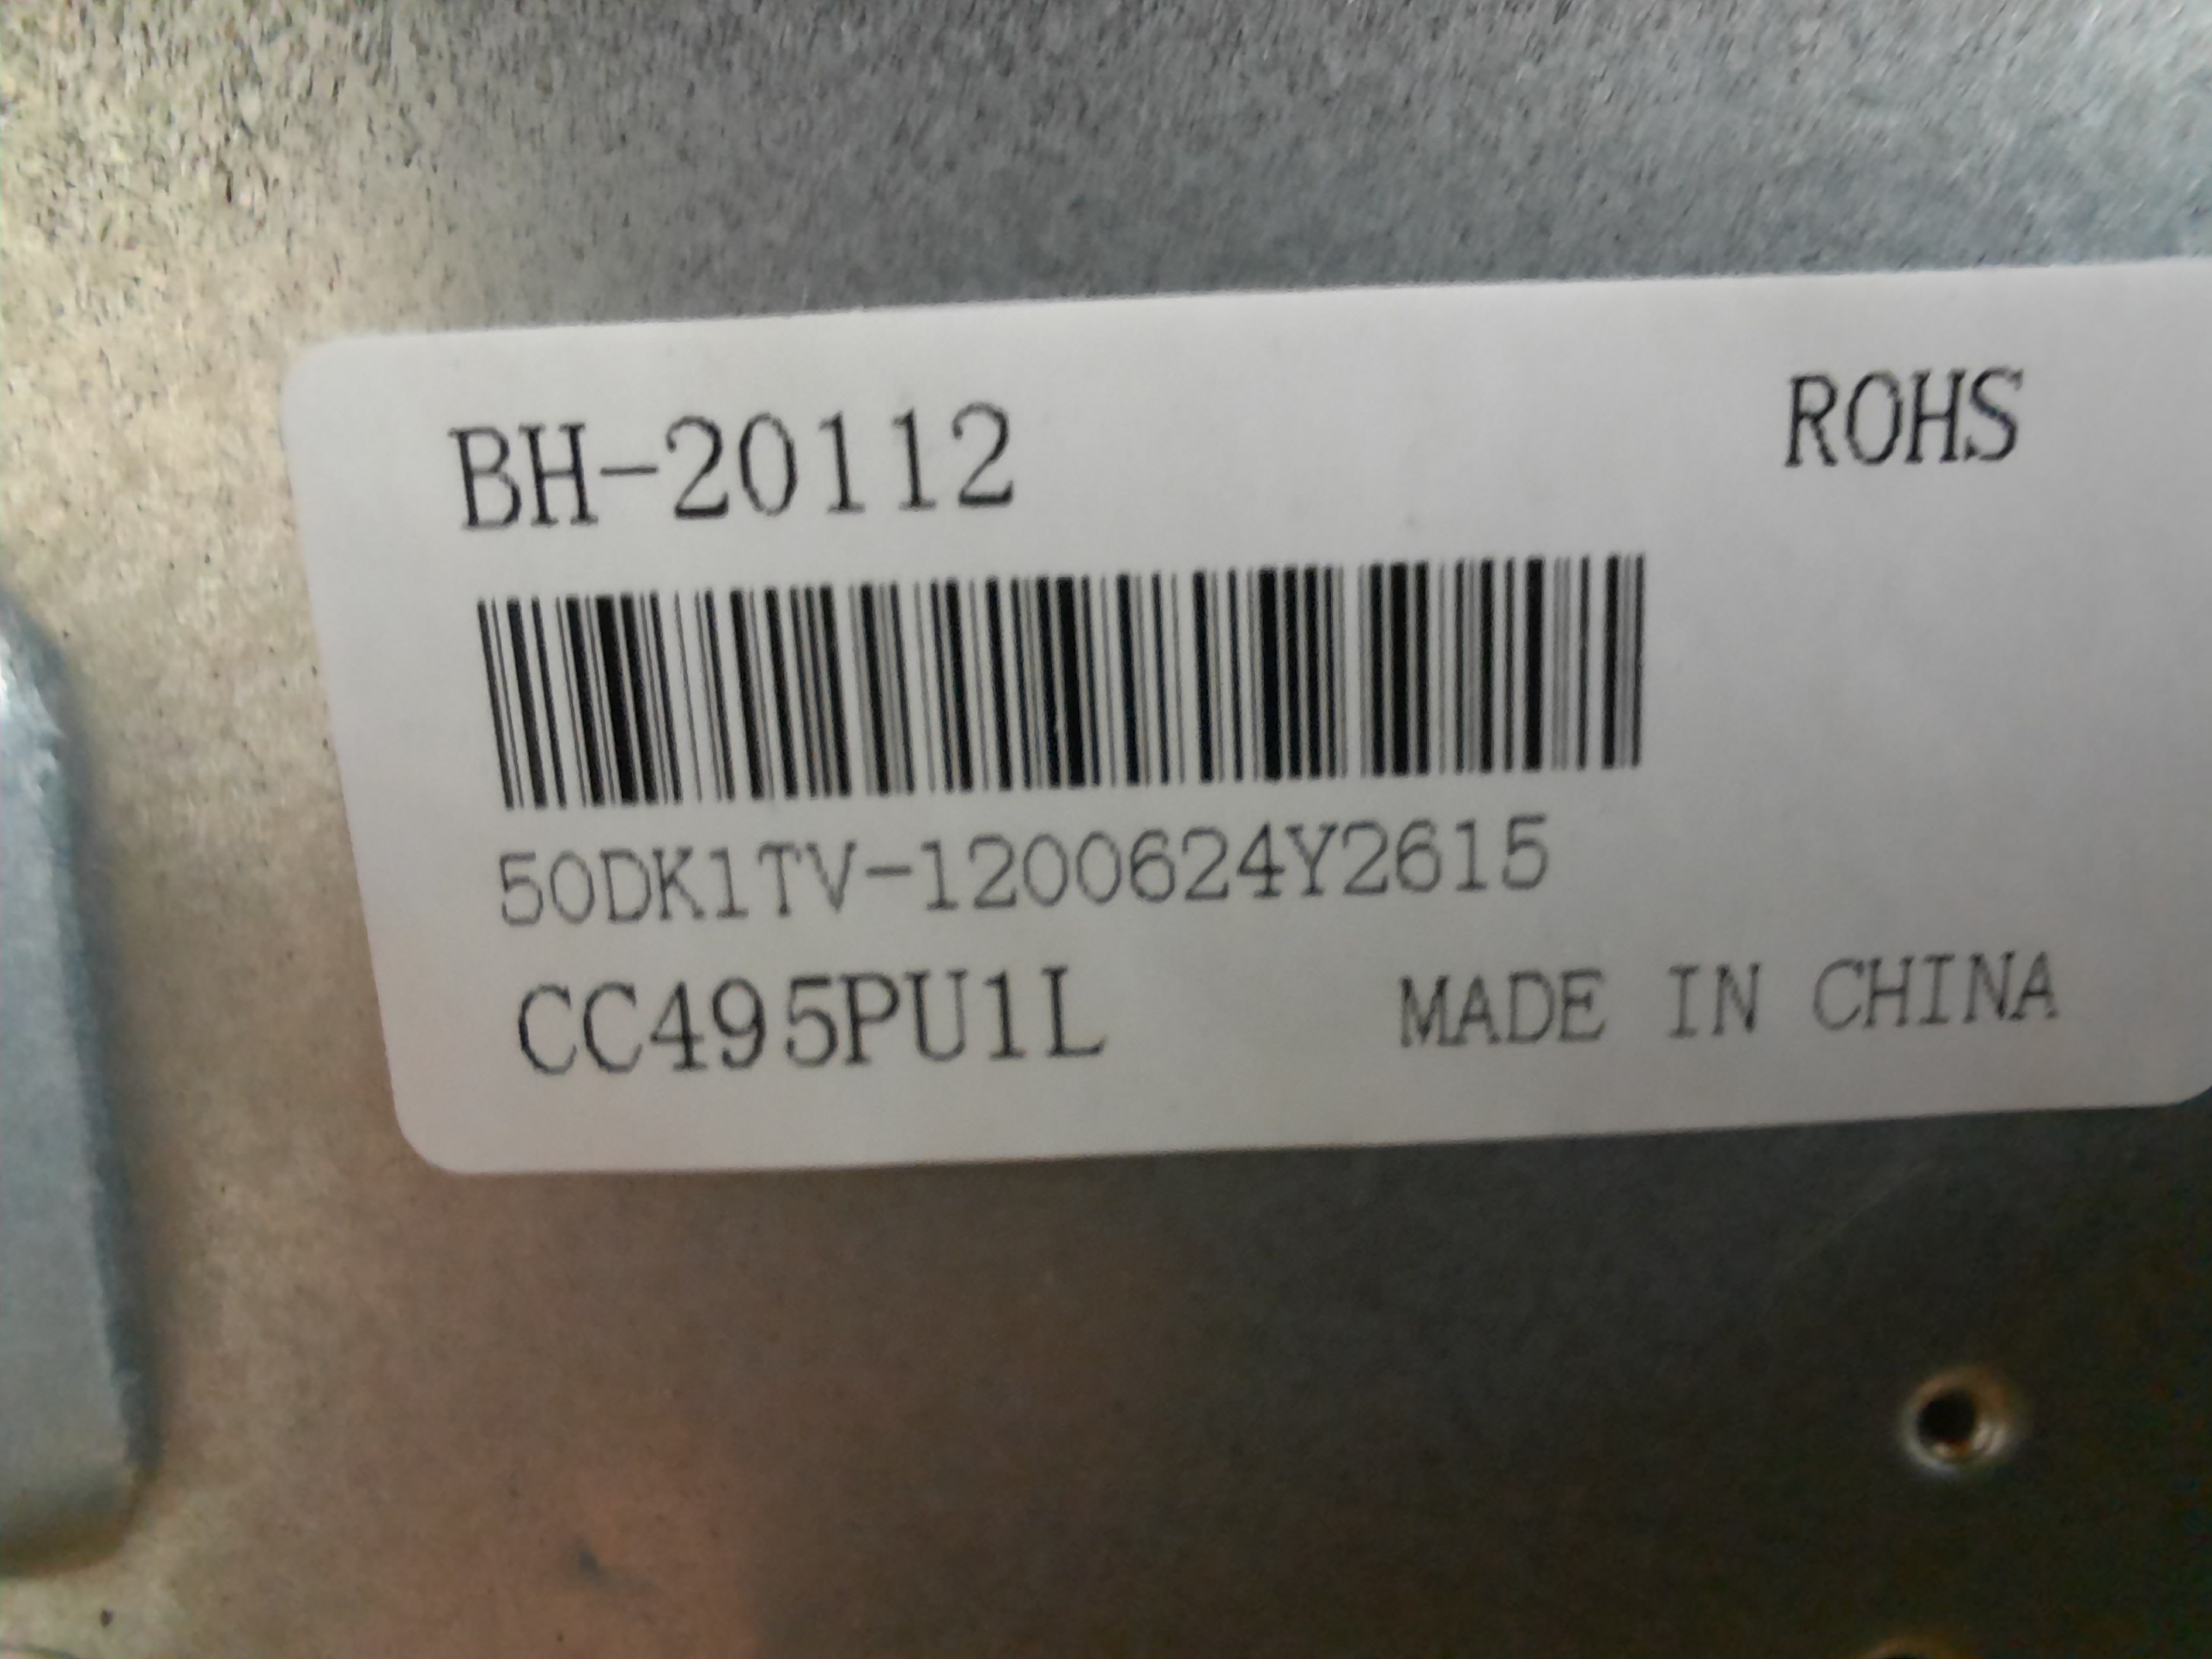 BH-20112 ROHS
50DK1TV-1200624Y2615
CC495PU1L MADE IN CHINA